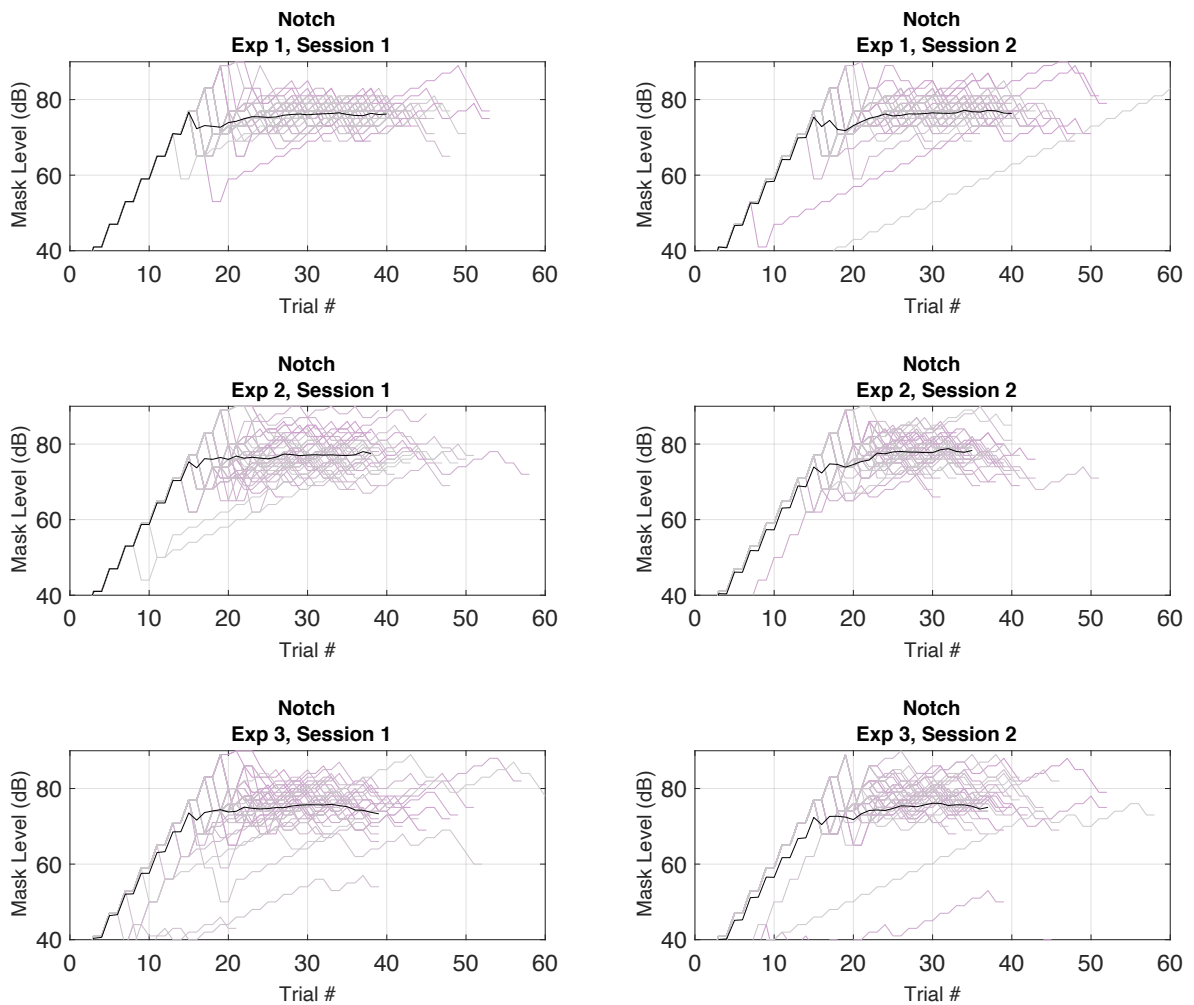 Notch
Exp 1, Session 1
80
60
40
Mask Level (dB)
0 10 20 30 40 50 60
Trial #
Notch
Exp 1, Session 2
80
60
40
Mask Level (dB)
0 10 20 30 40 50 60
Trial #
Notch
Exp 2, Session 1
80
60
40
Mask Level (dB)
0 10 20 30 40 50 60
Trial #
Notch
Exp 2, Session 2
80
60
40
Mask Level (dB)
0 10 20 30 40 50 60
Trial #
Notch
Exp 3, Session 1
80
60
40
Mask Level (dB)
0 10 20 30 40 50 60
Trial #
Notch
Exp 3, Session 2
80
60
40
Mask Level (dB)
0 10 20 30 40 50 60
Trial #